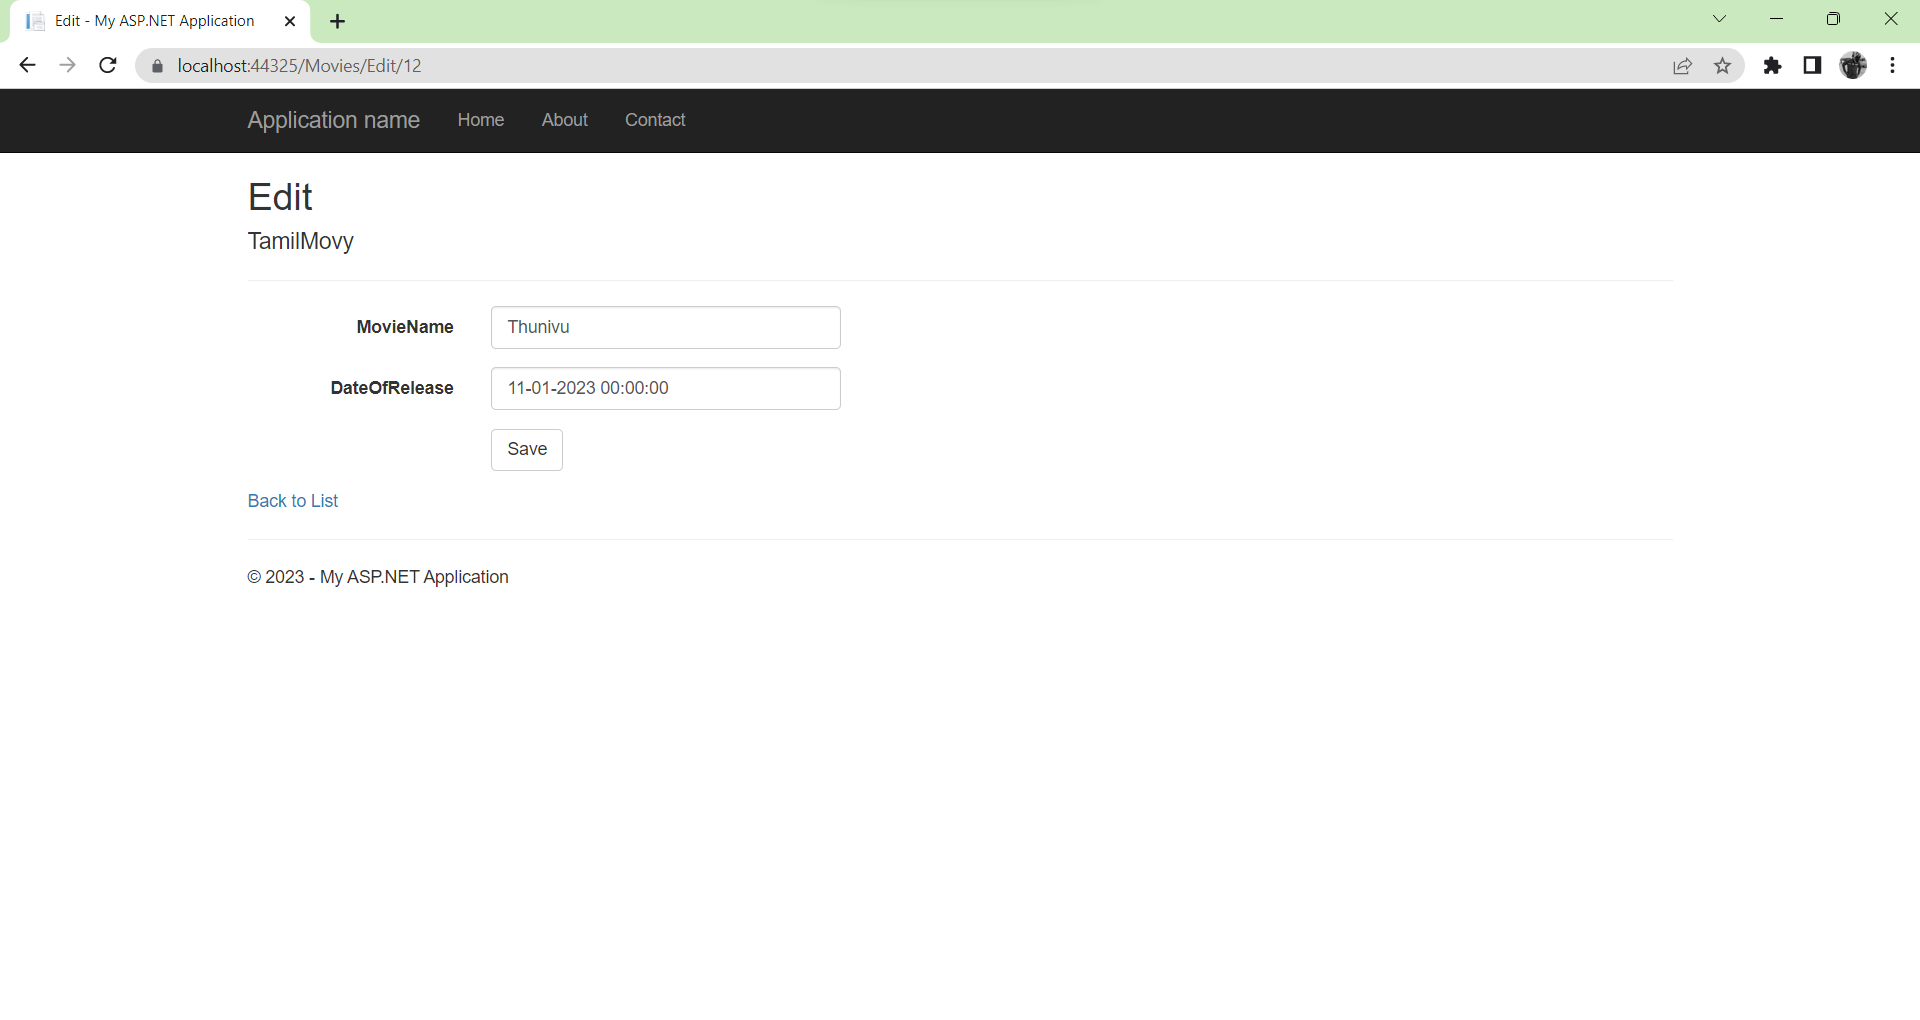 Edit - My ASP.NET Application
localhost:44325/Movies/Edit/12
Application name Home About Contact
Edit
TamilMovy
MovieName Thunivu
DateOfRelease 11-01-2023 00:00:00
Save
Back to List
© 2023 - My ASP.NET Application